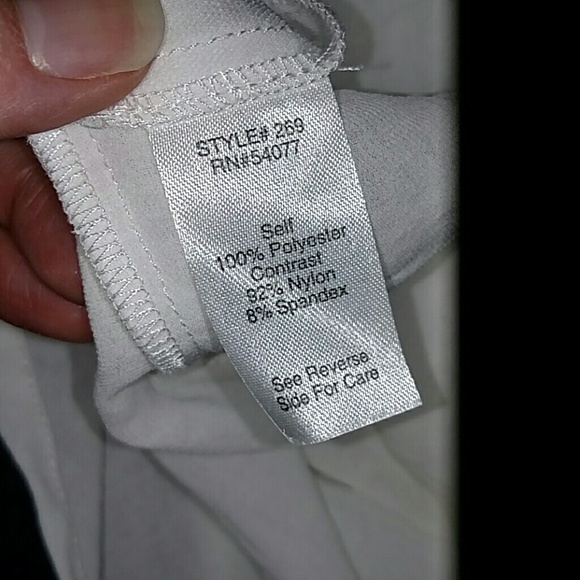 STYLE# 269
RN#54077
Self
100% Polyester
Contrast
92% Nylon
8% Spandex
See Reverse
Side For Care